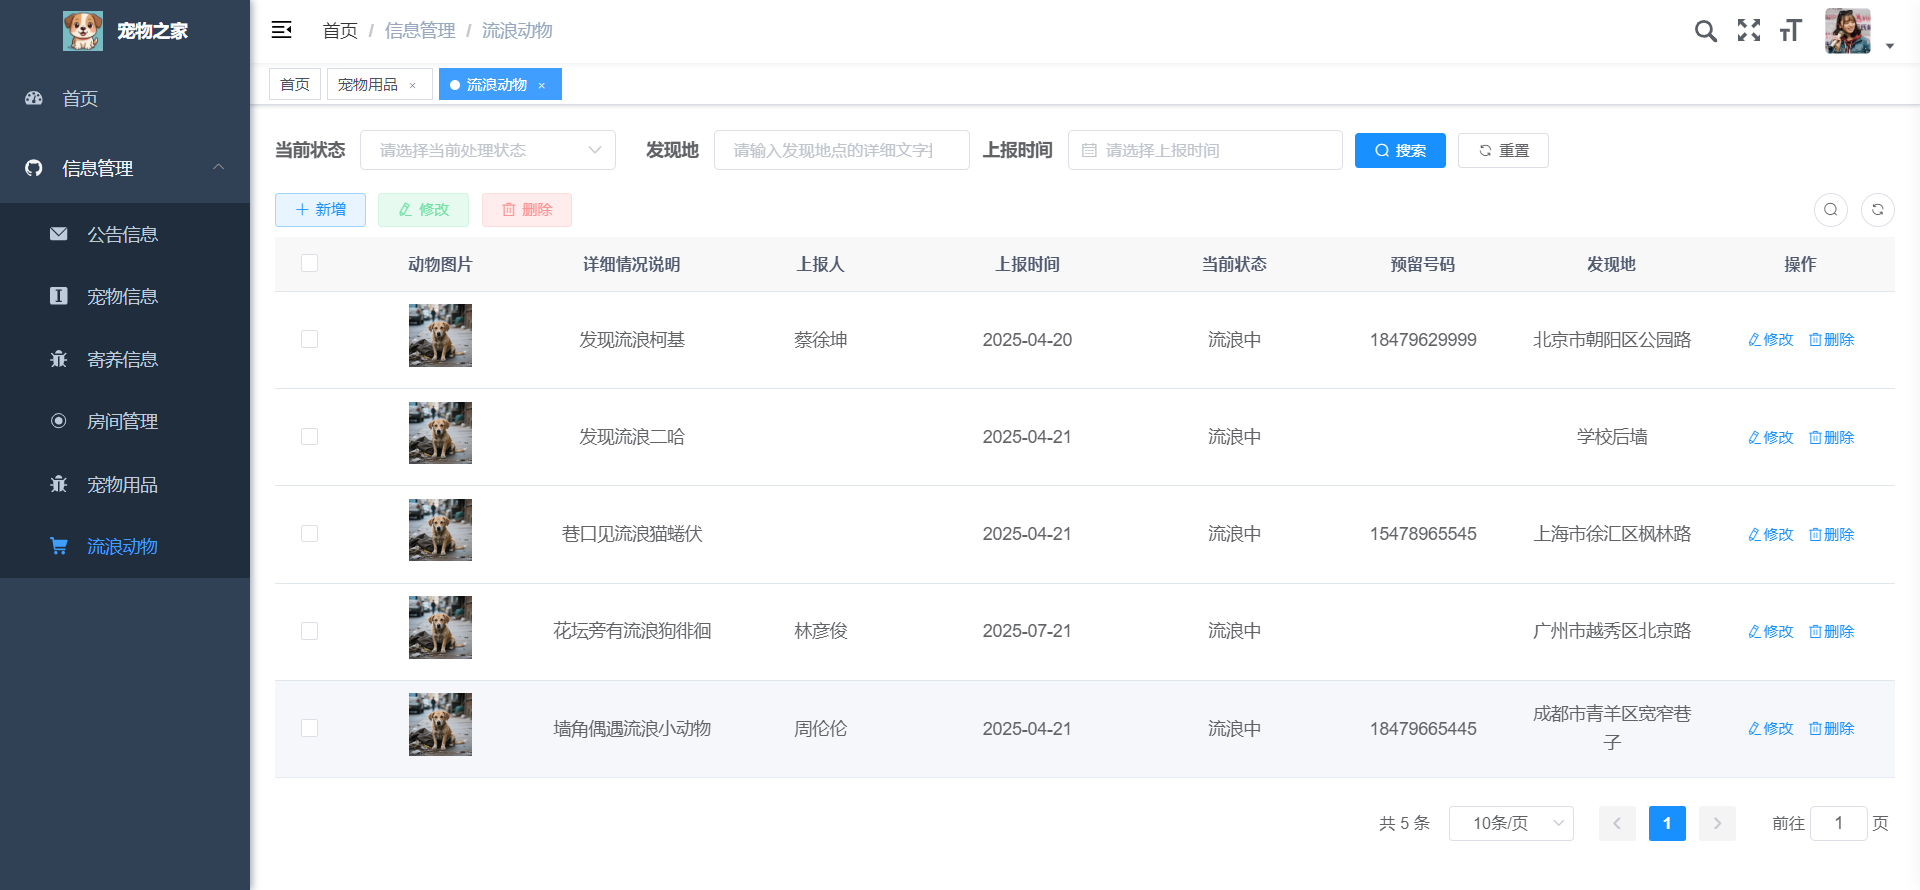 宠物之家
首页
信息管理
公告信息
宠物信息
寄养信息
房间管理
宠物用品
流浪动物
首页 / 信息管理 / 流浪动物
首页 宠物用品 × 流浪动物 ×
当前状态 请选择当前处理状态 发现地 请输入发现地点的详细文字 上报时间 请选择上报时间 搜索 重置
新增 修改 删除
动物图片 详细情况说明 上报人 上报时间 当前状态 预留号码 发现地 操作
发现流浪柯基 蔡徐坤 2025-04-20 流浪中 18479629999 北京市朝阳区公园路 修改 删除
发现流浪二哈 2025-04-21 流浪中 学校后墙 修改 删除
巷口见流浪猫蜷伏 2025-04-21 流浪中 15478965545 上海市徐汇区枫林路 修改 删除
花坛旁有流浪狗徘徊 林彦俊 2025-07-21 流浪中 广州市越秀区北京路 修改 删除
墙角偶遇流浪小动物 周伦伦 2025-04-21 流浪中 18479665445 成都市青羊区宽窄巷
子 修改 删除
共 5 条 10条/页 1 前往 1 页